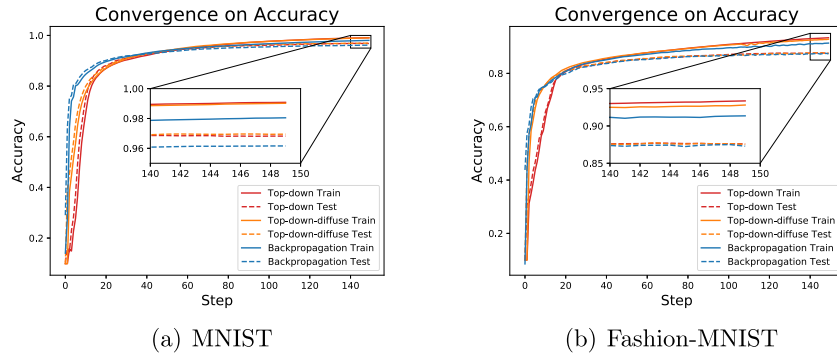 Convergence on Accuracy
Accuracy
1.0
0.8
0.6
0.4
0.2
1.00
0.98
0.96
140 142 144 146 148 150
Top-down Train
Top-down Test
Top-down-diffuse Train
Top-down-diffuse Test
Backpropagation Train
Backpropagation Test
0 20 40 60 80 100 120 140
Step
(a) MNIST
Convergence on Accuracy
Accuracy
0.8
0.6
0.4
0.2
0.95
0.90
0.85
140 142 144 146 148 150
Top-down Train
Top-down Test
Top-down-diffuse Train
Top-down-diffuse Test
Backpropagation Train
Backpropagation Test
0 20 40 60 80 100 120 140
Step
(b) Fashion-MNIST